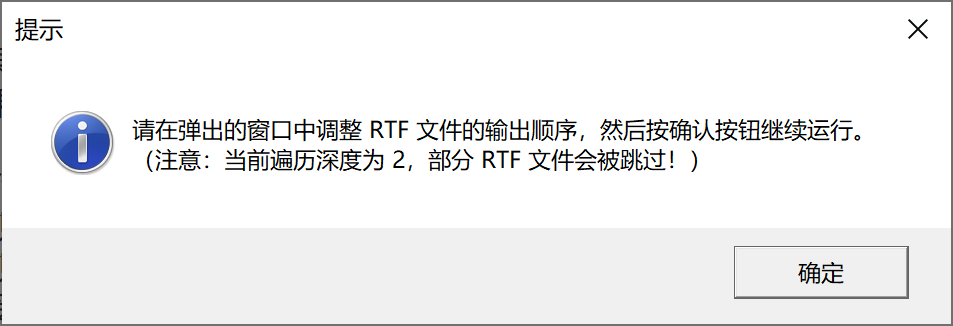 提示
请在弹出的窗口中调整 RTF 文件的输出顺序，然后按确认按钮继续运行。
（注意：当前遍历深度为 2，部分 RTF 文件会被跳过！）
确定